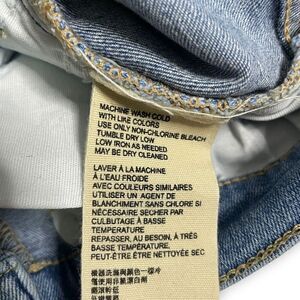 MACHINE WASH COLD
WITH LIKE COLORS
USE ONLY NON-CHLORINE BLEACH
TUMBLE DRY LOW
LOW IRON AS NEEDED
MAY BE DRY CLEANED
LAVER À LA MACHINE
À L'EAU FROIDE
AVEC COULEURS SIMILAIRES
UTILISER UN AGENT DE
BLANCHIMENT SANS CHLORE SI
NÉCESSAIRE SÉCHER PAR
CULBUTAGE À BASSE
TEMPERATURE
REPASSER, AU BESOIN, À TRÈS
BASSE TEMPÉRATURE,
PEUT-ÊTRE ÊTRE NETTOYÉE SEC